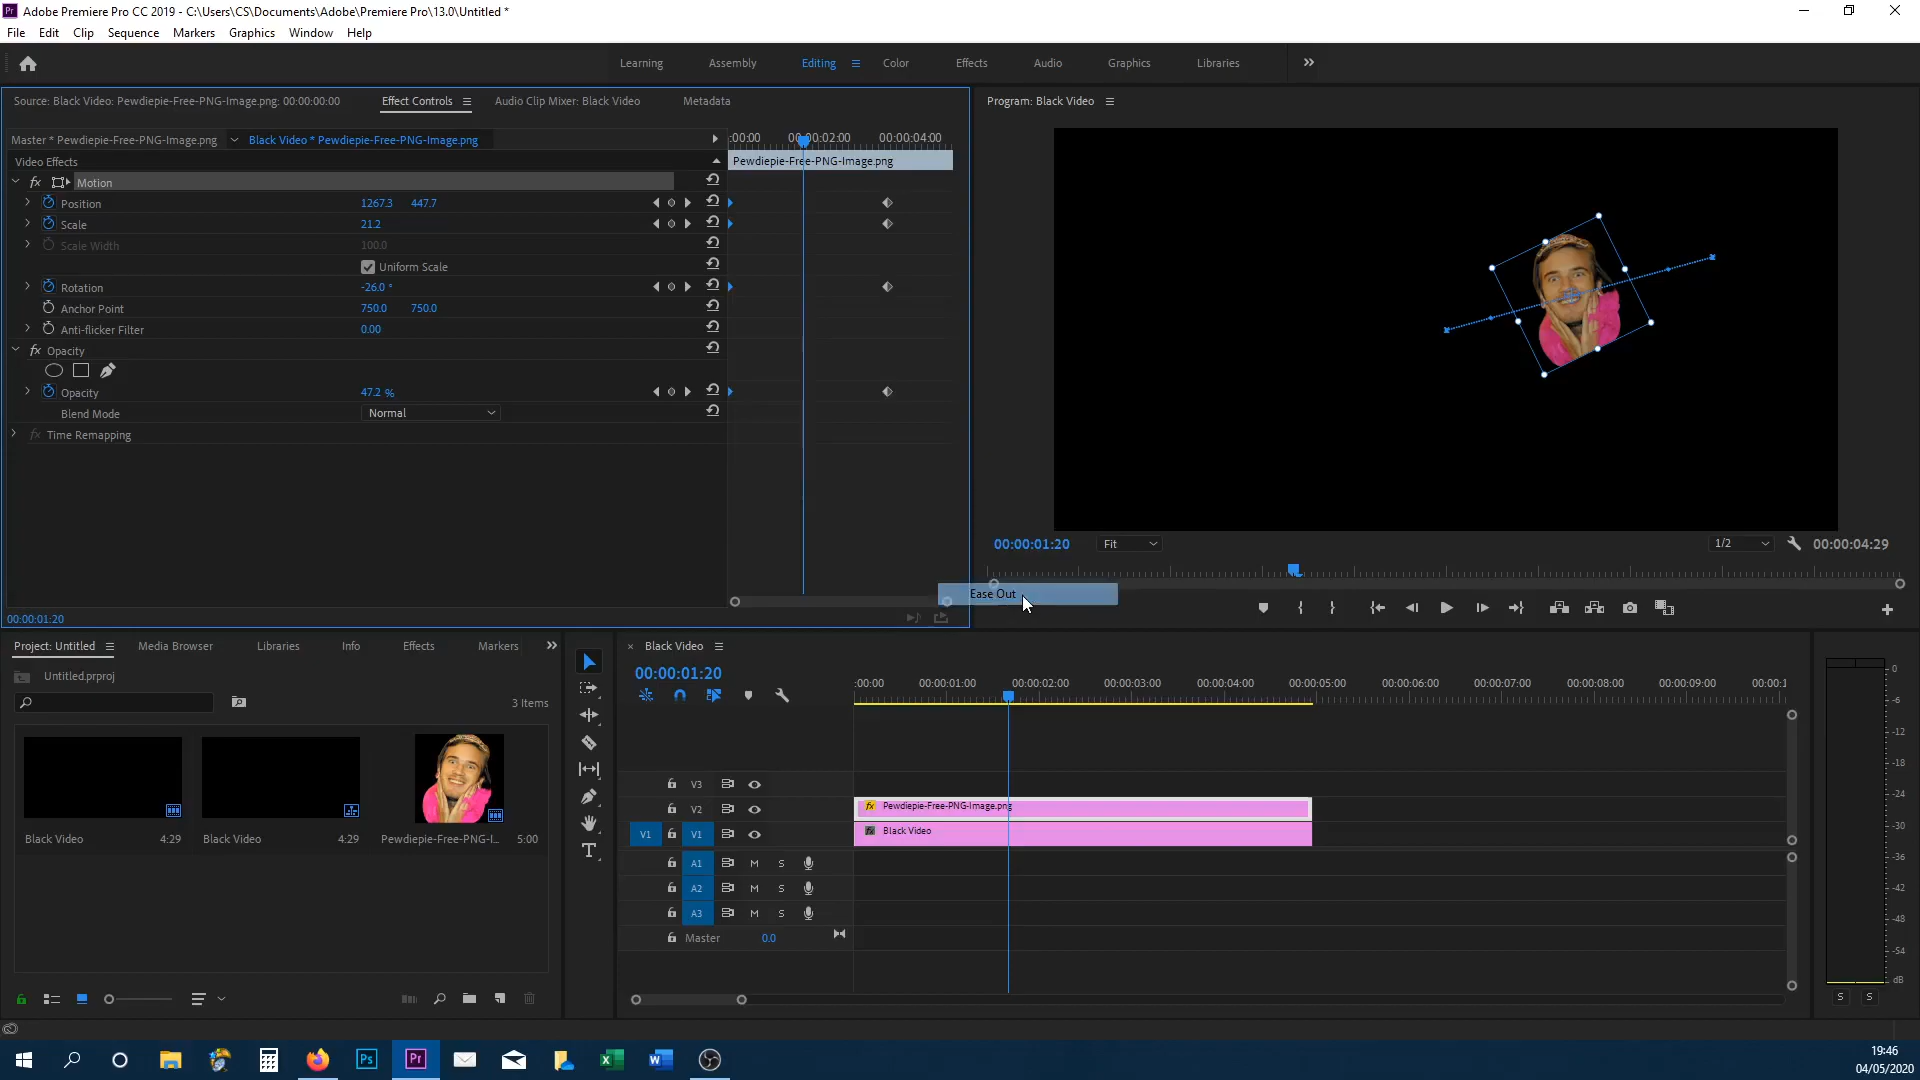 Adobe Premiere Pro CC 2019 - C:\Users\CS\Documents\Adobe\Premiere Pro\13.0\Untitled *
File Edit Clip Sequence Markers Graphics Window Help
Learning Assembly Editing Color Effects Audio Graphics Libraries
Source: Black Video: Pewdiepie-Free-PNG-Image.png: 00:00:00:00 Effect Controls Audio Clip Mixer: Black Video Metadata
Program: Black Video
Master * Pewdiepie-Free-PNG-Image.png Black Video * Pewdiepie-Free-PNG-Image.png
:00:00 00:00:02:00 00:00:04:00
Video Effects
Pewdiepie-Free-PNG-Image.png
fx Motion
Position 1267.3 447.7
Scale 21.2
Scale Width 100.0
Uniform Scale
Rotation -26.0 °
Anchor Point 750.0 750.0
Anti-flicker Filter 0.00
fx Opacity
Opacity 47.2 %
Blend Mode Normal
fx Time Remapping
00:00:01:20
00:00:01:20 Fit 1/2 00:00:04:29
Ease Out
Project: Untitled Media Browser Libraries Info Effects Markers
Untitled.prproj
3 Items
Black Video 4:29
Black Video 4:29
Pewdiepie-Free-PNG-I... 5:00
Black Video
00:00:01:20
:00:00 00:00:01:00 00:00:02:00 00:00:03:00 00:00:04:00 00:00:05:00 00:00:06:00 00:00:07:00 00:00:08:00 00:00:09:00 00:00:1
V3
V2 fx Pewdiepie-Free-PNG-Image.png
V1 V1 fx Black Video
A1 M S
A2 M S
A3 M S
Master 0.0
0
-6
-12
-18
-24
-30
-36
-42
-48
-54
dB
S S
T
Ps Pr
19:46
04/05/2020